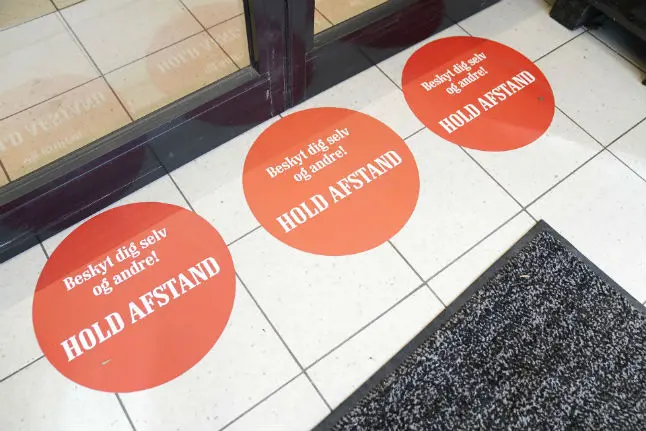 Beskyt dig selv
og andre!
HOLD AFSTAND
Beskyt dig selv
og andre!
HOLD AFSTAND
Beskyt dig selv
og andre!
HOLD AFSTAND